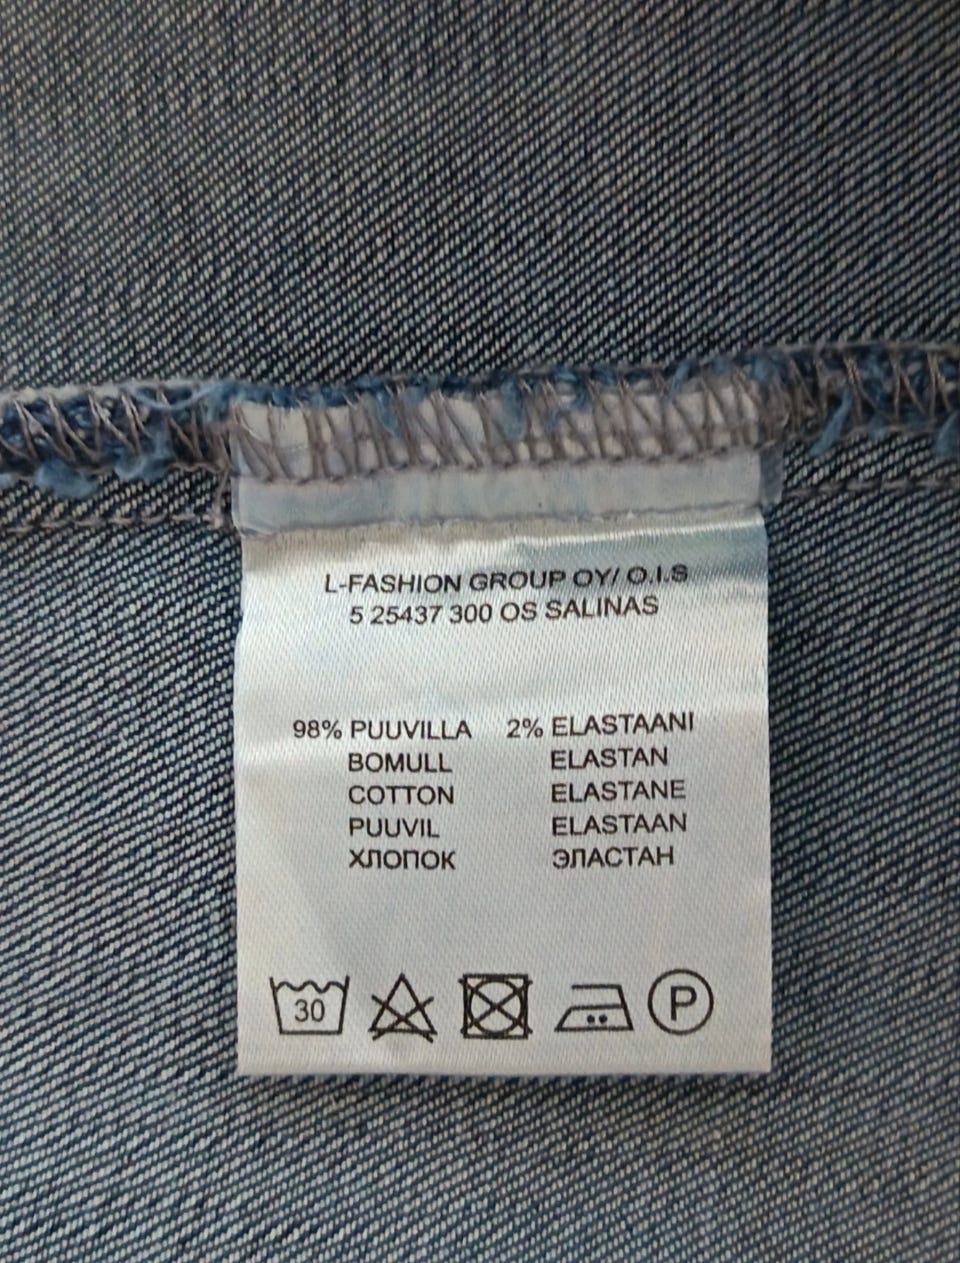 L-FASHION GROUP OY/ O.I.S
5 25437 300 OS SALINAS
98% PUUVILLA 2% ELASTAANI
BOMULL ELASTAN
COTTON ELASTANE
PUUVIL ELASTAAN
ХЛОПОК ЭЛАСТАН
30 P